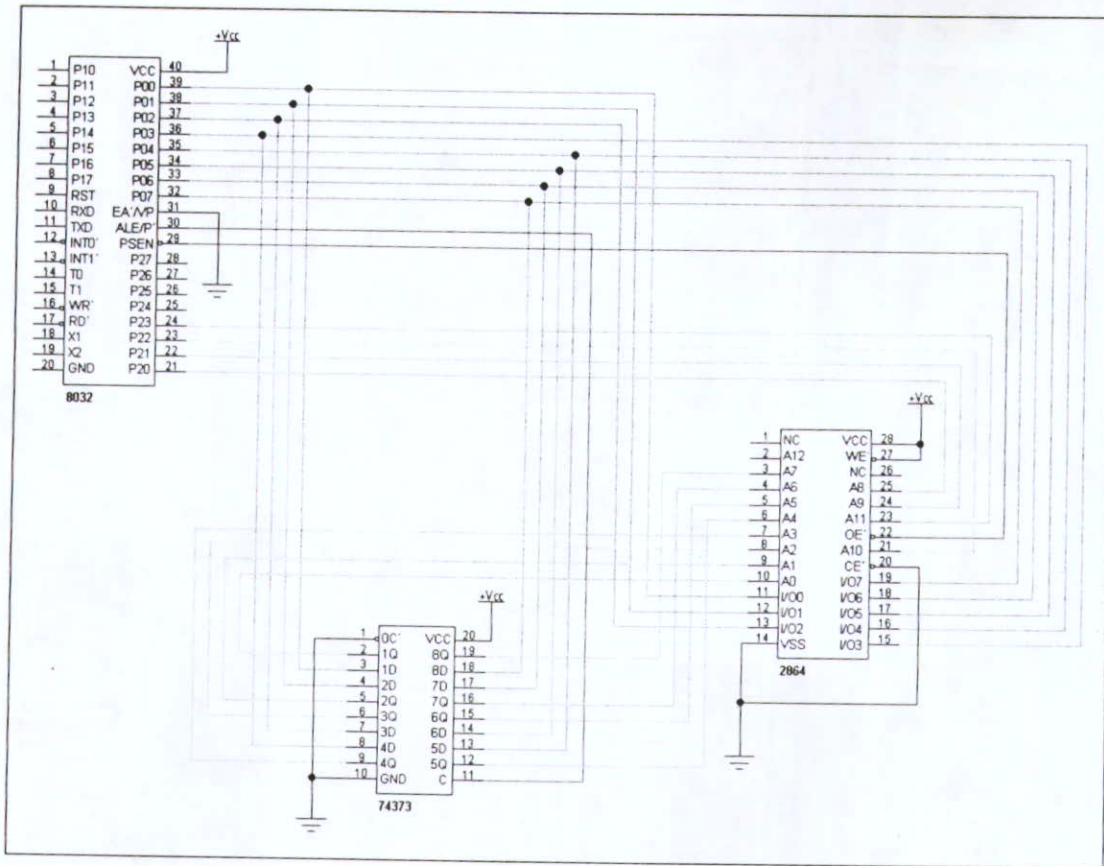 +Vcc
1 P10 VCC 40
2 P11 P00 39
3 P12 P01 38
4 P13 P02 37
5 P14 P03 36
6 P15 P04 35
7 P16 P05 34
8 P17 P06 33
9 RST P07 32
10 RXD EA'/VP 31
11 TXD ALE/P' 30
12 INT0' PSEN 29
13 INT1' P27 28
14 T0 P26 27
15 T1 P25 26
16 WR' P24 25
17 RD' P23 24
18 X1 P22 23
19 X2 P21 22
20 GND P20 21
8032
+Vcc
1 NC VCC 28
2 A12 WE 27
3 A7 NC 26
4 A6 A8 25
5 A5 A9 24
6 A4 A11 23
7 A3 OE' 22
8 A2 A10 21
9 A1 CE' 20
10 A0 I/O7 19
11 I/O0 I/O6 18
12 I/O1 I/O5 17
13 I/O2 I/O4 16
14 VSS I/O3 15
2864
+Vcc
1 OC' VCC 20
2 1Q 8Q 19
3 1D 8D 18
4 2D 7D 17
5 2Q 7Q 16
6 3Q 6Q 15
7 3D 6D 14
8 4D 5D 13
9 4Q 5Q 12
10 GND C 11
74373